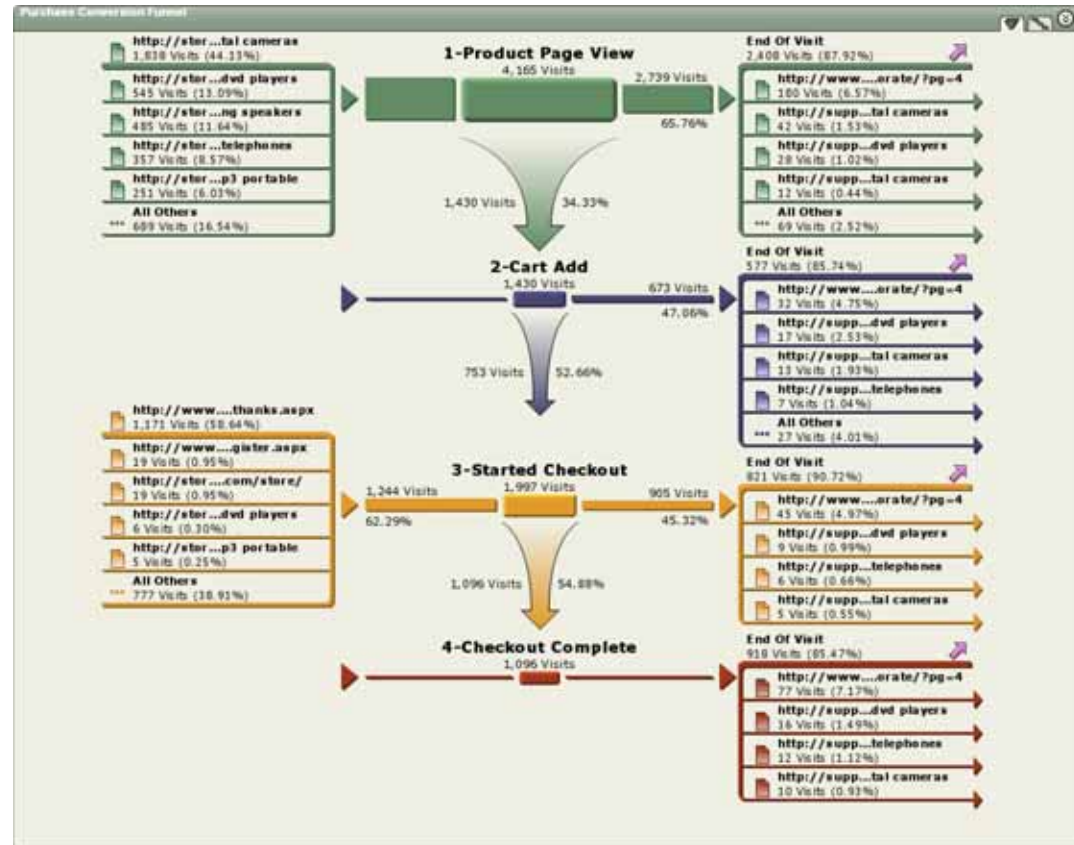 Purchase Conversion Funnel
http://stor...tal cameras
1,838 Visits (44.13%)
http://stor...dvd players
545 Visits (13.09%)
http://stor...ng speakers
485 Visits (11.64%)
http://stor...telephones
357 Visits (8.57%)
http://stor...p3 portable
251 Visits (6.03%)
All Others
689 Visits (16.54%)
1-Product Page View
4,165 Visits
2,739 Visits
65.76%
1,430 Visits
34.33%
End Of Visit
2,408 Visits (87.92%)
http://www....orate/?pg=4
180 Visits (6.57%)
http://supp...tal cameras
42 Visits (1.53%)
http://supp...dvd players
28 Visits (1.02%)
http://supp...tal cameras
12 Visits (0.44%)
All Others
69 Visits (2.52%)
2-Cart Add
1,430 Visits
673 Visits
47.06%
753 Visits
52.66%
End Of Visit
577 Visits (85.74%)
http://www....orate/?pg=4
32 Visits (4.75%)
http://supp...dvd players
17 Visits (2.53%)
http://supp...tal cameras
13 Visits (1.93%)
http://supp...telephones
7 Visits (1.04%)
All Others
27 Visits (4.01%)
http://www....thanks.aspx
1,171 Visits (58.64%)
http://www....gister.aspx
19 Visits (0.95%)
http://stor...com/store/
19 Visits (0.95%)
http://stor...dvd players
6 Visits (0.30%)
http://stor...p3 portable
5 Visits (0.25%)
All Others
777 Visits (38.91%)
3-Started Checkout
1,997 Visits
1,244 Visits
62.29%
905 Visits
45.32%
1,096 Visits
54.88%
End Of Visit
821 Visits (90.72%)
http://www....orate/?pg=4
45 Visits (4.97%)
http://supp...dvd players
9 Visits (0.99%)
http://supp...telephones
6 Visits (0.66%)
http://supp...tal cameras
5 Visits (0.55%)
4-Checkout Complete
1,096 Visits
End Of Visit
918 Visits (85.47%)
http://www....orate/?pg=4
77 Visits (7.17%)
http://supp...dvd players
16 Visits (1.49%)
http://supp...telephones
12 Visits (1.12%)
http://supp...tal cameras
10 Visits (0.93%)